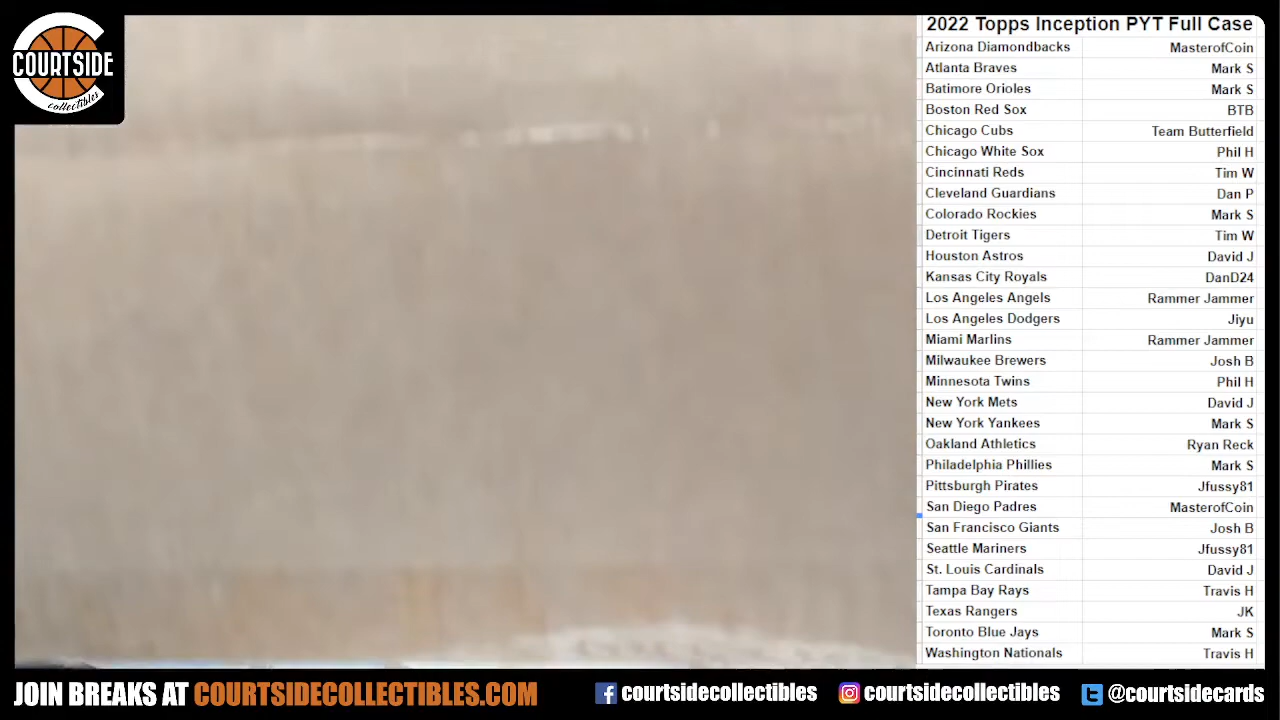 COURTSIDE
collectibles
2022 Topps Inception PYT Full Case
Arizona Diamondbacks MasterofCoin
Atlanta Braves Mark S
Batimore Orioles Mark S
Boston Red Sox BTB
Chicago Cubs Team Butterfield
Chicago White Sox Phil H
Cincinnati Reds Tim W
Cleveland Guardians Dan P
Colorado Rockies Mark S
Detroit Tigers Tim W
Houston Astros David J
Kansas City Royals DanD24
Los Angeles Angels Rammer Jammer
Los Angeles Dodgers Jiyu
Miami Marlins Rammer Jammer
Milwaukee Brewers Josh B
Minnesota Twins Phil H
New York Mets David J
New York Yankees Mark S
Oakland Athletics Ryan Reck
Philadelphia Phillies Mark S
Pittsburgh Pirates Jfussy81
San Diego Padres MasterofCoin
San Francisco Giants Josh B
Seattle Mariners Jfussy81
St. Louis Cardinals David J
Tampa Bay Rays Travis H
Texas Rangers JK
Toronto Blue Jays Mark S
Washington Nationals Travis H
JOIN BREAKS AT COURTSIDECOLLECTIBLES.COM courtsidecollectibles courtsidecollectibles @courtsidecards